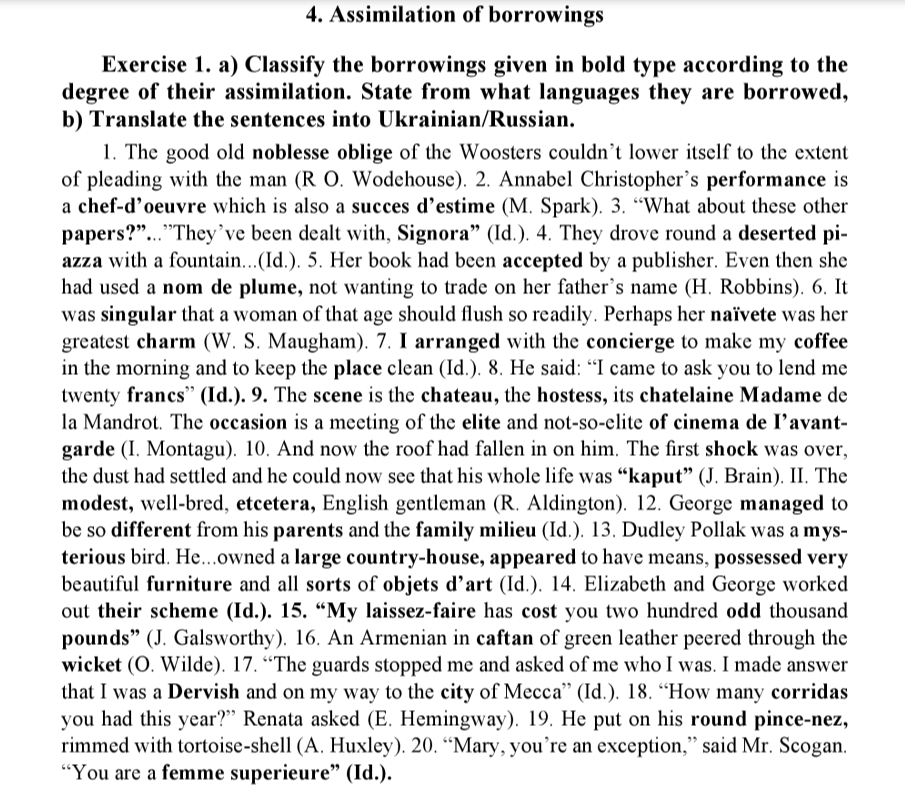 4. Assimilation of borrowings
Exercise 1. a) Classify the borrowings given in bold type according to the
degree of their assimilation. State from what languages they are borrowed,
b) Translate the sentences into Ukrainian/Russian.
1. The good old noblesse oblige of the Woosters couldn’t lower itself to the extent
of pleading with the man (R O. Wodehouse). 2. Annabel Christopher’s performance is
a chef-d’oeuvre which is also a succes d’estime (M. Spark). 3. “What about these other
papers?”...”They’ve been dealt with, Signora” (Id.). 4. They drove round a deserted pi-
azza with a fountain...(Id.). 5. Her book had been accepted by a publisher. Even then she
had used a nom de plume, not wanting to trade on her father’s name (H. Robbins). 6. It
was singular that a woman of that age should flush so readily. Perhaps her naïvete was her
greatest charm (W. S. Maugham). 7. I arranged with the concierge to make my coffee
in the morning and to keep the place clean (Id.). 8. He said: “I came to ask you to lend me
twenty francs” (Id.). 9. The scene is the chateau, the hostess, its chatelaine Madame de
la Mandrot. The occasion is a meeting of the elite and not-so-elite of cinema de I’avant-
garde (I. Montagu). 10. And now the roof had fallen in on him. The first shock was over,
the dust had settled and he could now see that his whole life was “kaput” (J. Brain). II. The
modest, well-bred, etcetera, English gentleman (R. Aldington). 12. George managed to
be so different from his parents and the family milieu (Id.). 13. Dudley Pollak was a mys-
terious bird. He...owned a large country-house, appeared to have means, possessed very
beautiful furniture and all sorts of objets d’art (Id.). 14. Elizabeth and George worked
out their scheme (Id.). 15. “My laissez-faire has cost you two hundred odd thousand
pounds” (J. Galsworthy). 16. An Armenian in caftan of green leather peered through the
wicket (O. Wilde). 17. “The guards stopped me and asked of me who I was. I made answer
that I was a Dervish and on my way to the city of Mecca” (Id.). 18. “How many corridas
you had this year?” Renata asked (E. Hemingway). 19. He put on his round pince-nez,
rimmed with tortoise-shell (A. Huxley). 20. “Mary, you’re an exception,” said Mr. Scogan.
“You are a femme superieure” (Id.).